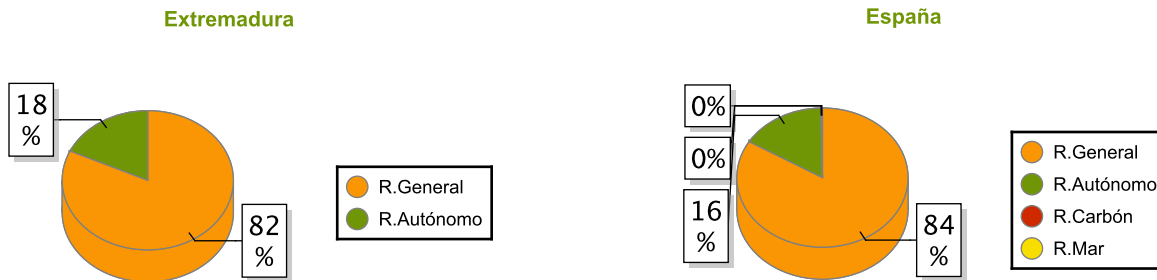 Extremadura
18
%
82
%
R.General
R.Autónomo
España
0%
0%
16
%
84
%
R.General
R.Autónomo
R.Carbón
R.Mar